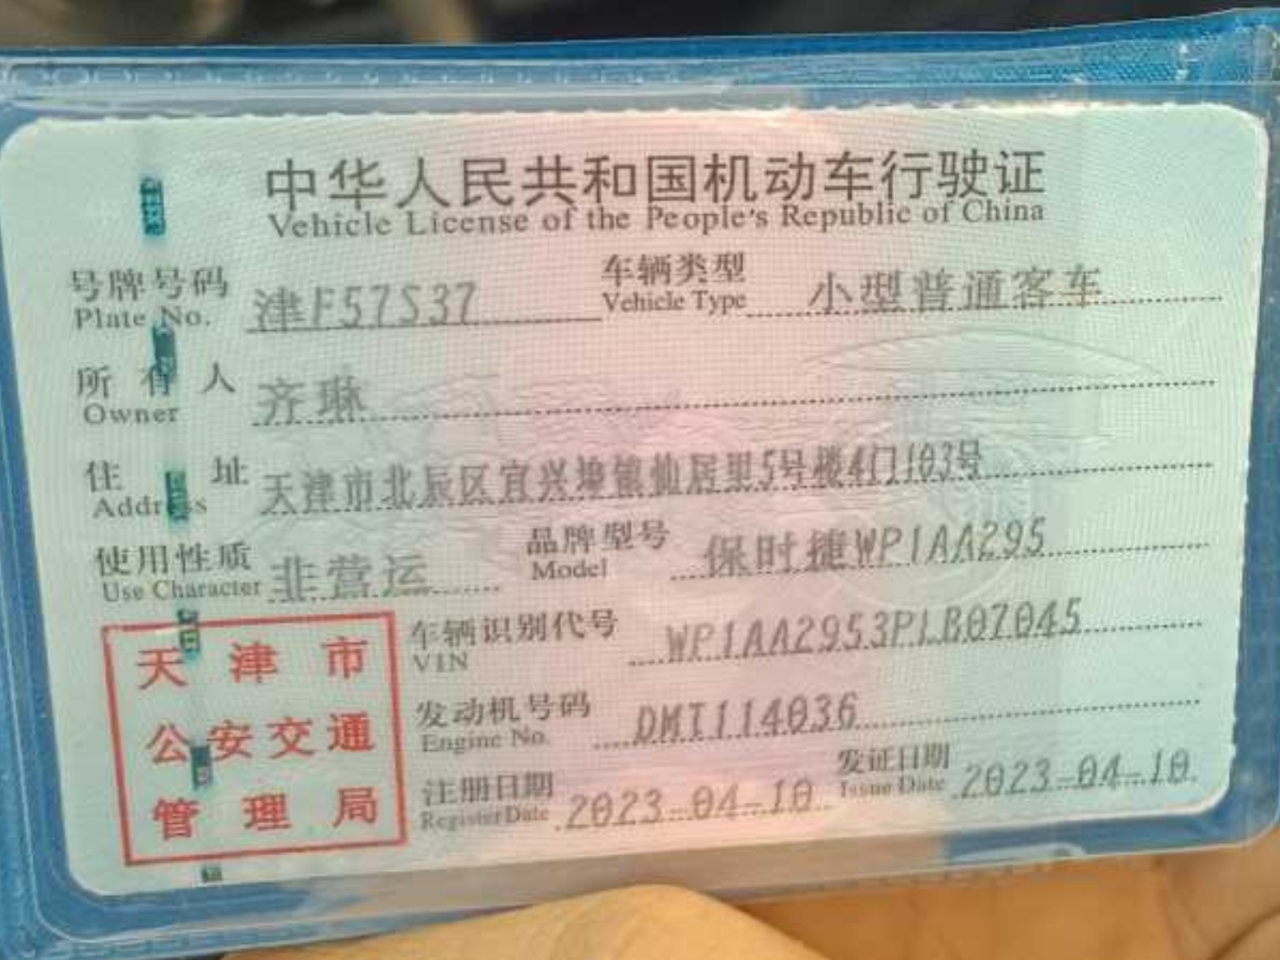 中华人民共和国机动车行驶证
Vehicle License of the People's Republic of China
号牌号码 津F57S37 车辆类型 小型普通客车
Plate No. Vehicle Type
所有人 齐琳
Owner
住址 天津市北辰区宜兴埠镇仙居里5号楼4门103号
Address
使用性质 非营运 品牌型号 保时捷WP1AA295
Use Character Model
车辆识别代号 WP1AA2953PLB07045
VIN
发动机号码 DMT114036
Engine No.
注册日期 2023-04-10 发证日期 2023-04-10
Register Date Issue Date
天津市
公安交通
管理局